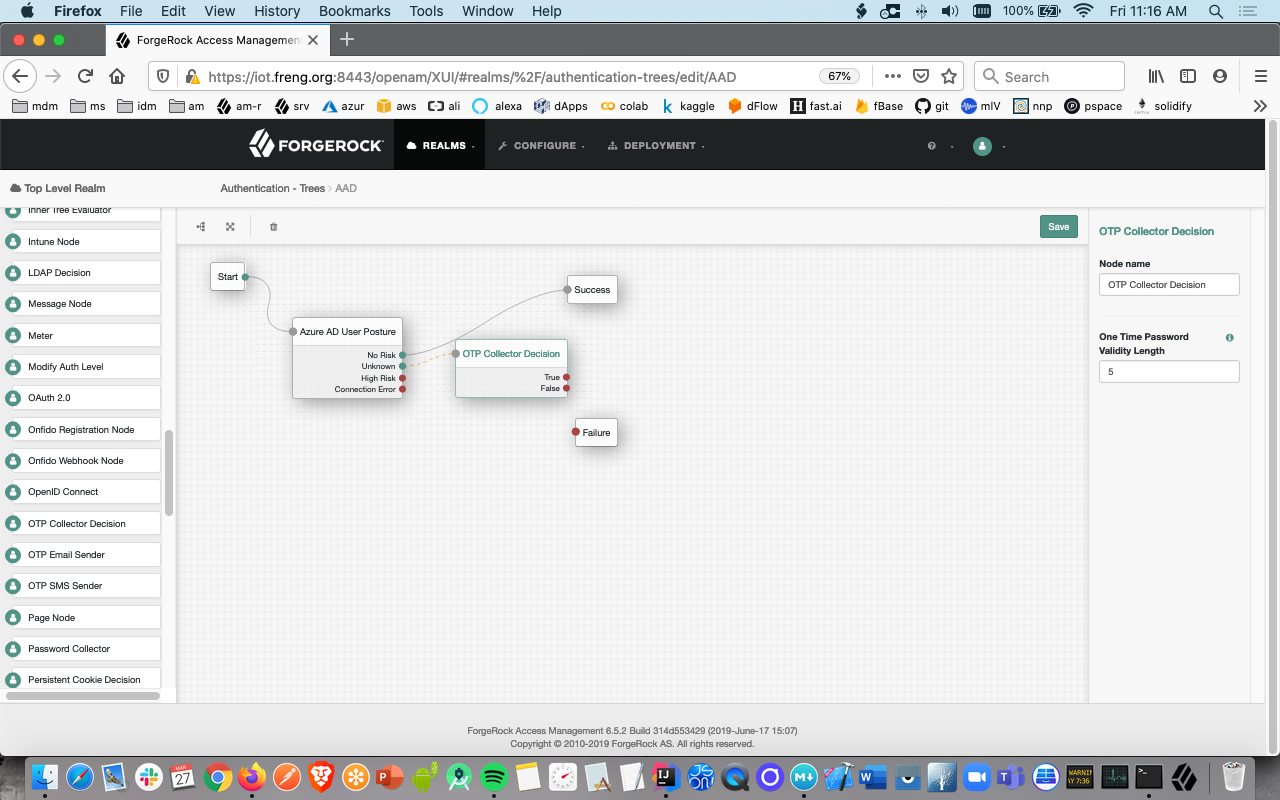 Firefox File Edit View History Bookmarks Tools Window Help 100% Fri 11:16 AM
ForgeRock Access Management
https://iot.freng.org:8443/openam/XUI/#realms/%2F/authentication-trees/edit/AAD 67% Search
mdm ms idm am am-r srv azur aws ali alexa dApps colab kaggle dFlow fast.ai fBase git mlV nnp pspace solidify
FORGEROCK REALMS CONFIGURE DEPLOYMENT
Top Level Realm Authentication - Trees > AAD
Inner Tree Evaluator
Intune Node
LDAP Decision
Message Node
Meter
Modify Auth Level
OAuth 2.0
Onfido Registration Node
Onfido Webhook Node
OpenID Connect
OTP Collector Decision
OTP Email Sender
OTP SMS Sender
Page Node
Password Collector
Persistent Cookie Decision
Save
Start
Success
Azure AD User Posture
No Risk
Unknown
High Risk
Connection Error
OTP Collector Decision
True
False
Failure
OTP Collector Decision
Node name
OTP Collector Decision
One Time Password
Validity Length
5
ForgeRock Access Management 6.5.2 Build 314d553429 (2019-June-17 15:07)
Copyright © 2010-2019 ForgeRock AS. All rights reserved.
MAR
27